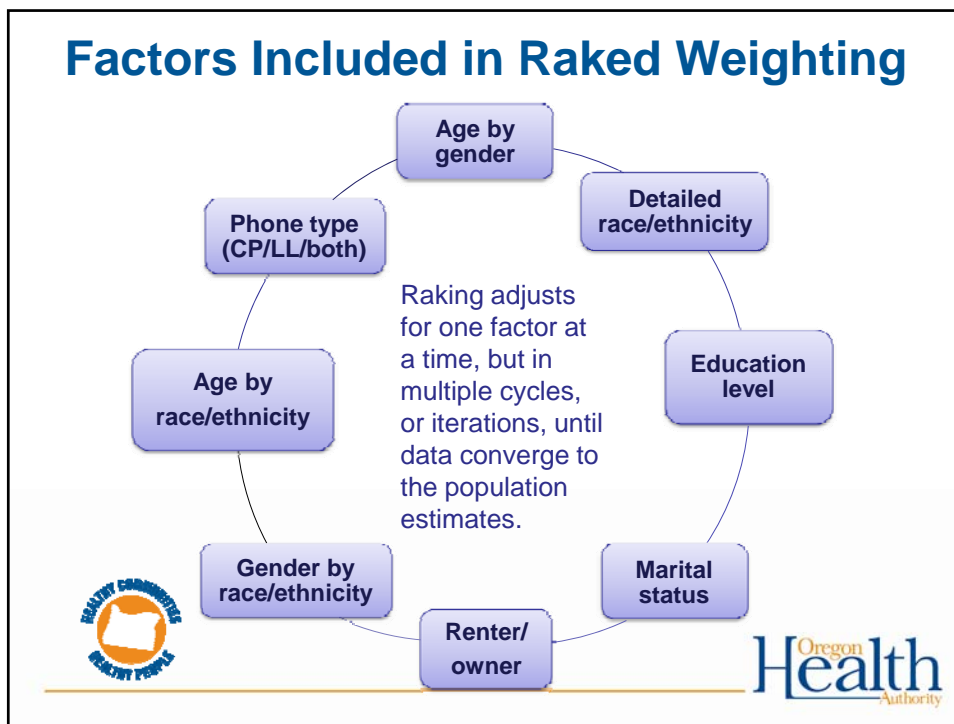 Factors Included in Raked Weighting
Age by
gender
Detailed
race/ethnicity
Education
level
Marital
status
Renter/
owner
Gender by
race/ethnicity
Age by
race/ethnicity
Phone type
(CP/LL/both)
Raking adjusts
for one factor at
a time, but in
multiple cycles,
or iterations, until
data converge to
the population
estimates.
HEALTHY COMMUNITIES
HEALTHY PEOPLE
Oregon
Health
Authority